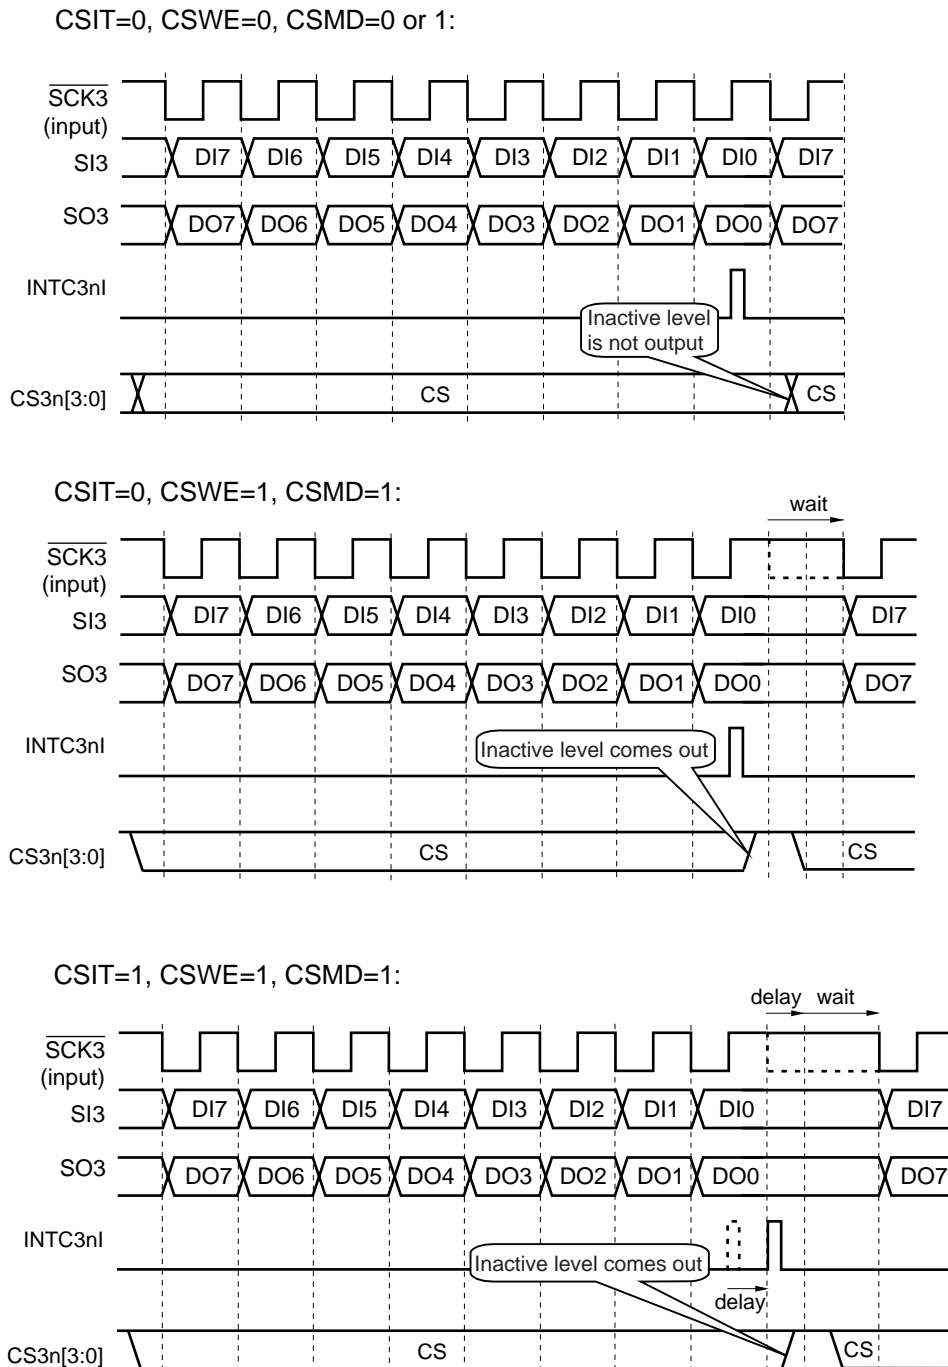 CSIT=0, CSWE=0, CSMD=0 or 1:
SCK3
(input)
SI3 DI7 DI6 DI5 DI4 DI3 DI2 DI1 DI0 DI7
SO3 DO7 DO6 DO5 DO4 DO3 DO2 DO1 DO0 DO7
INTC3nI
Inactive level
is not output
CS3n[3:0] CS CS
CSIT=0, CSWE=1, CSMD=1:
wait
SCK3
(input)
SI3 DI7 DI6 DI5 DI4 DI3 DI2 DI1 DI0 DI7
SO3 DO7 DO6 DO5 DO4 DO3 DO2 DO1 DO0 DO7
INTC3nI
Inactive level comes out
CS3n[3:0] CS CS
CSIT=1, CSWE=1, CSMD=1:
delay wait
SCK3
(input)
SI3 DI7 DI6 DI5 DI4 DI3 DI2 DI1 DI0 DI7
SO3 DO7 DO6 DO5 DO4 DO3 DO2 DO1 DO0 DO7
INTC3nI
Inactive level comes out
delay
CS3n[3:0] CS CS